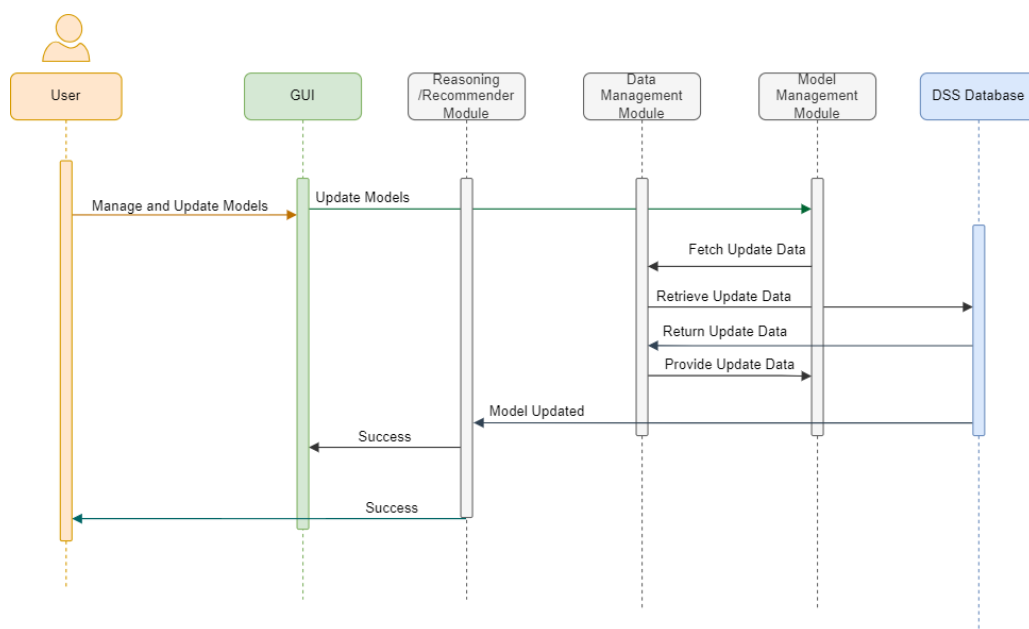 User
GUI
Reasoning
/Recommender
Module
Data
Management
Module
Model
Management
Module
DSS Database
Manage and Update Models
Update Models
Fetch Update Data
Retrieve Update Data
Return Update Data
Provide Update Data
Model Updated
Success
Success